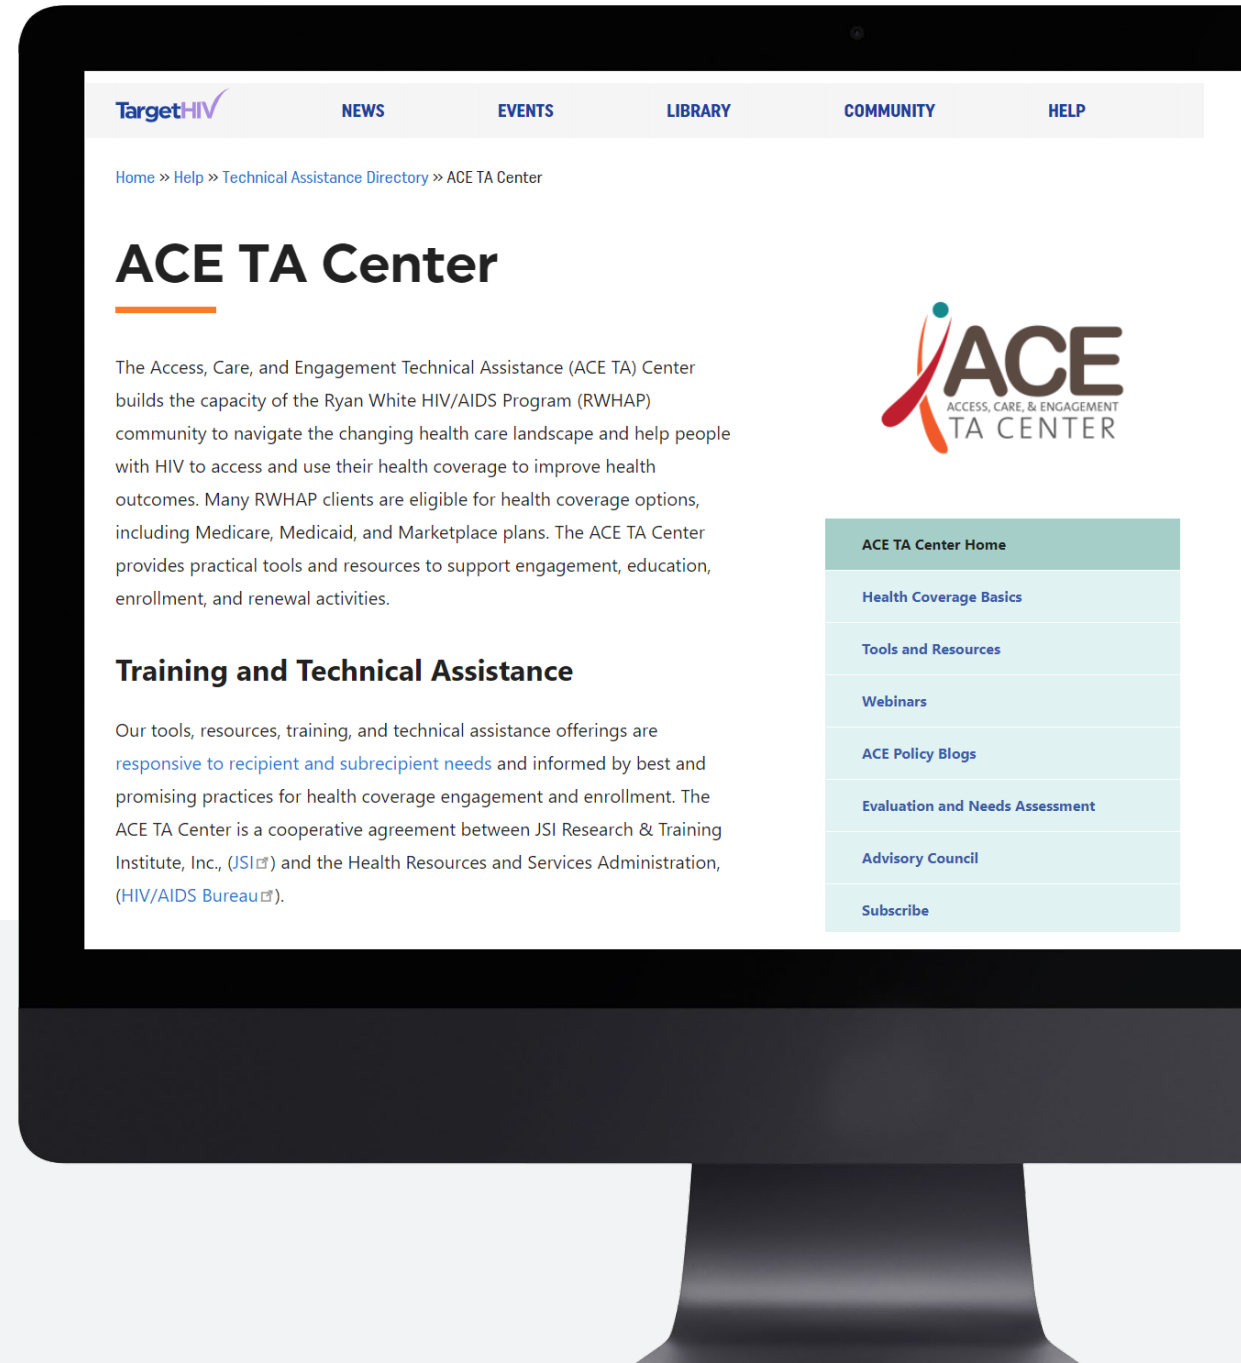 TargetHIV NEWS EVENTS LIBRARY COMMUNITY HELP
Home » Help » Technical Assistance Directory » ACE TA Center
ACE TA Center
The Access, Care, and Engagement Technical Assistance (ACE TA) Center
builds the capacity of the Ryan White HIV/AIDS Program (RWHAP)
community to navigate the changing health care landscape and help people
with HIV to access and use their health coverage to improve health
outcomes. Many RWHAP clients are eligible for health coverage options,
including Medicare, Medicaid, and Marketplace plans. The ACE TA Center
provides practical tools and resources to support engagement, education,
enrollment, and renewal activities.
Training and Technical Assistance
Our tools, resources, training, and technical assistance offerings are
responsive to recipient and subrecipient needs and informed by best and
promising practices for health coverage engagement and enrollment. The
ACE TA Center is a cooperative agreement between JSI Research & Training
Institute, Inc., (JSI) and the Health Resources and Services Administration,
(HIV/AIDS Bureau).
ACE
ACCESS, CARE, & ENGAGEMENT
TA CENTER
ACE TA Center Home
Health Coverage Basics
Tools and Resources
Webinars
ACE Policy Blogs
Evaluation and Needs Assessment
Advisory Council
Subscribe